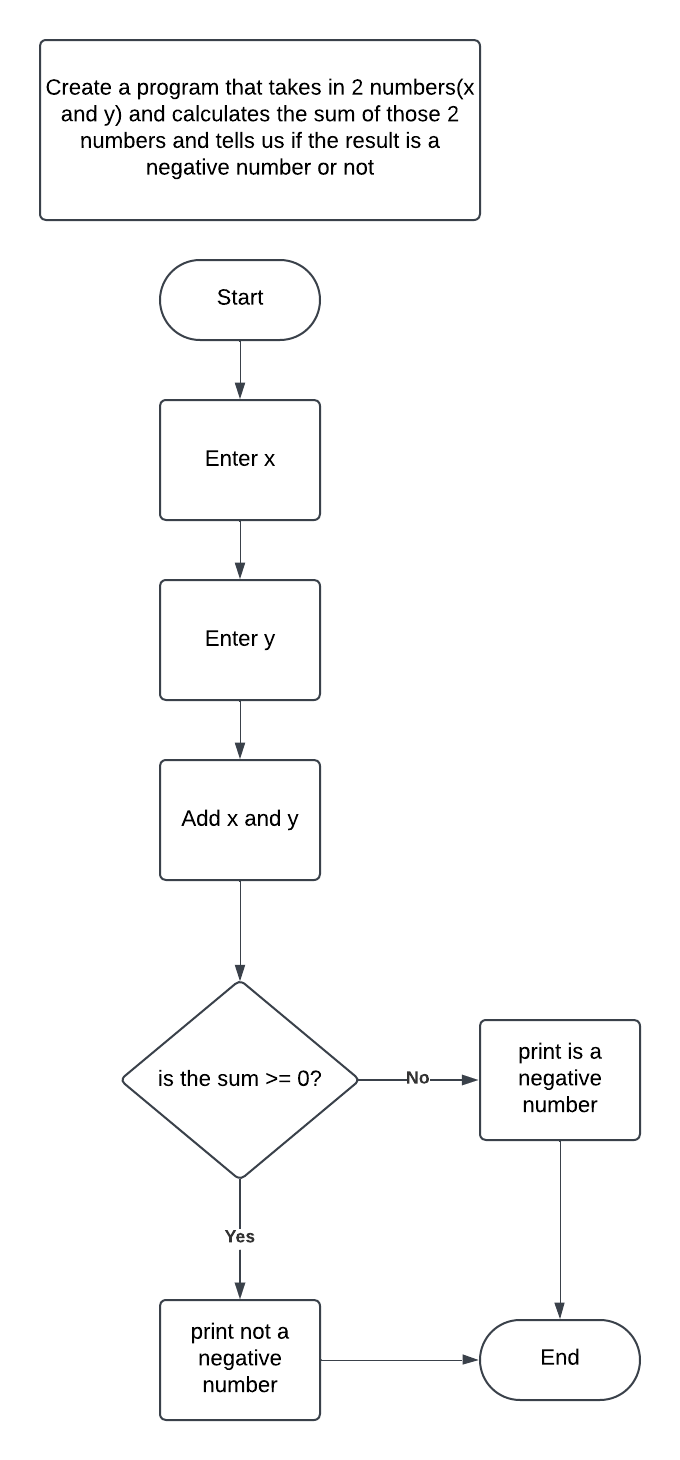 Create a program that takes in 2 numbers(x
and y) and calculates the sum of those 2
numbers and tells us if the result is a
negative number or not
Start
Enter x
Enter y
Add x and y
is the sum >= 0?
No
print is a
negative
number
Yes
print not a
negative
number
End